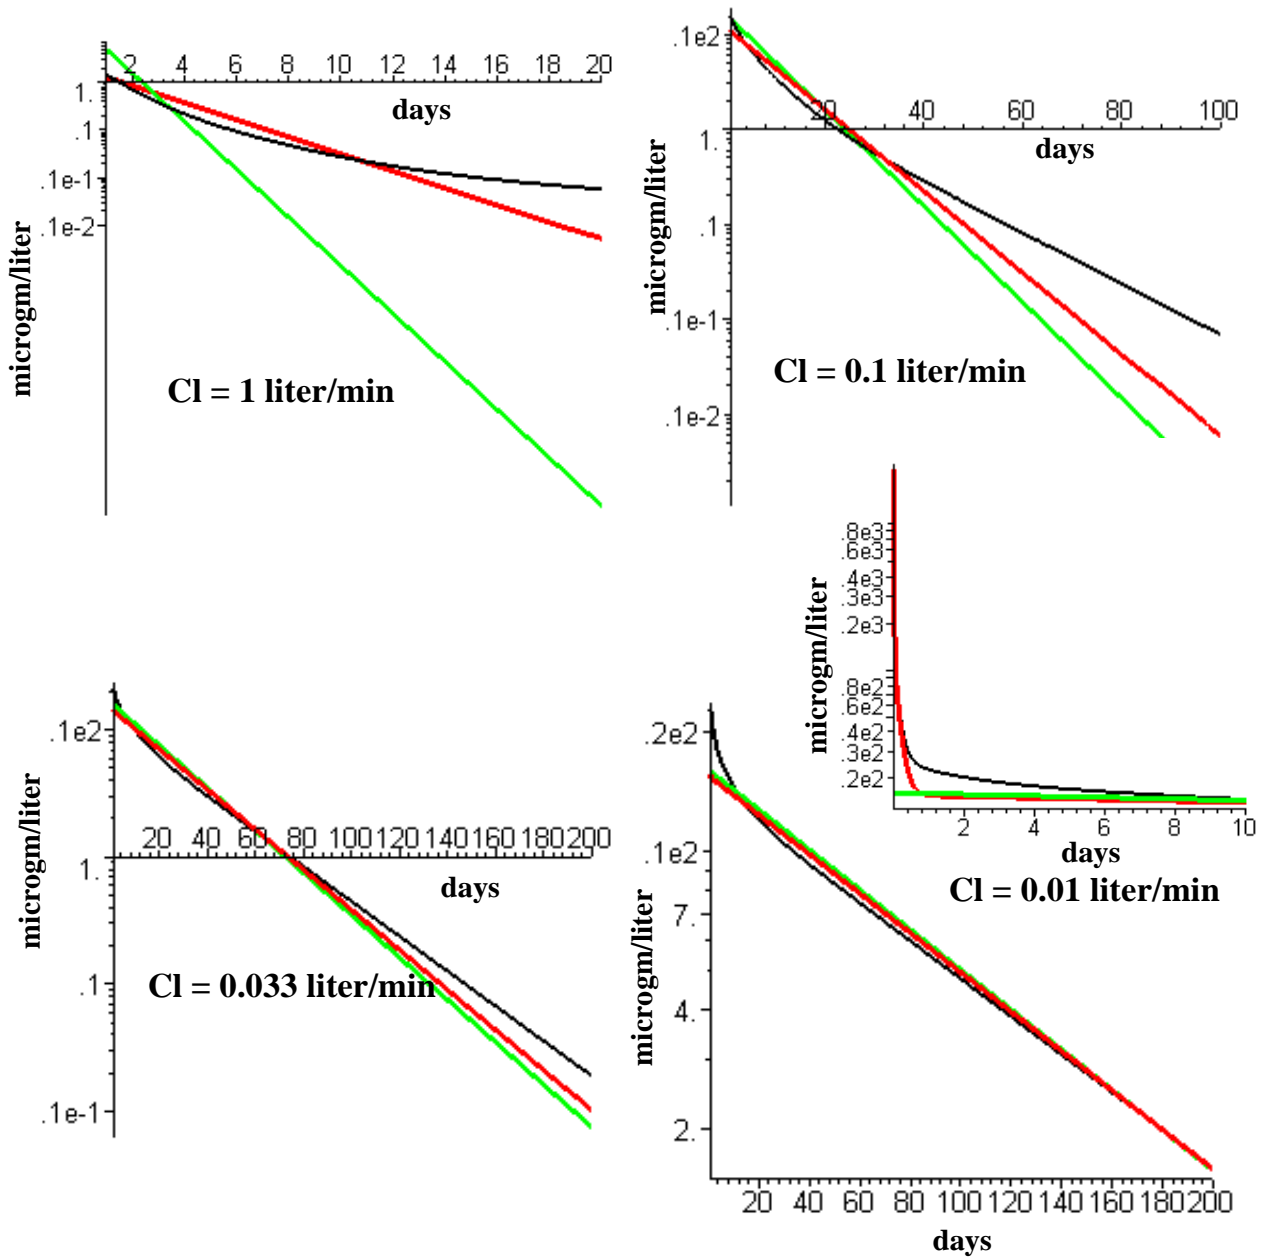 2 4 6 8 10 12 14 16 18 20
days
1.
.1
.1e-1
.1e-2
microgm/liter
Cl = 1 liter/min
.1e2
20 40 60 80 100
days
1.
.1
.1e-1
.1e-2
microgm/liter
Cl = 0.1 liter/min
.1e2
20 40 60 80 100 120 140 160 180 200
days
1.
.1
.1e-1
microgm/liter
Cl = 0.033 liter/min
.8e3
.6e3
.4e3
.3e3
.2e3
.8e2
.6e2
.4e2
.3e2
.2e2
microgm/liter
2 4 6 8 10
days
Cl = 0.01 liter/min
.2e2
.1e2
7.
4.
2.
microgm/liter
20 40 60 80 100 120 140 160 180 200
days